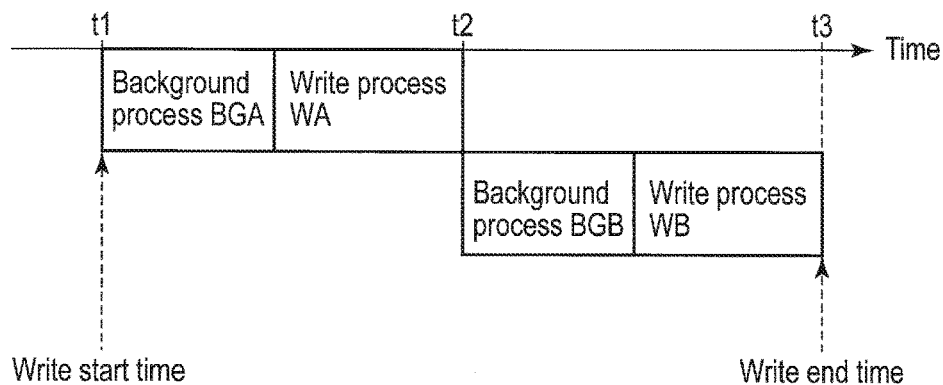 t1 t2 t3
Time
Background
process BGA
Write process
WA
Background
process BGB
Write process
WB
Write start time
Write end time